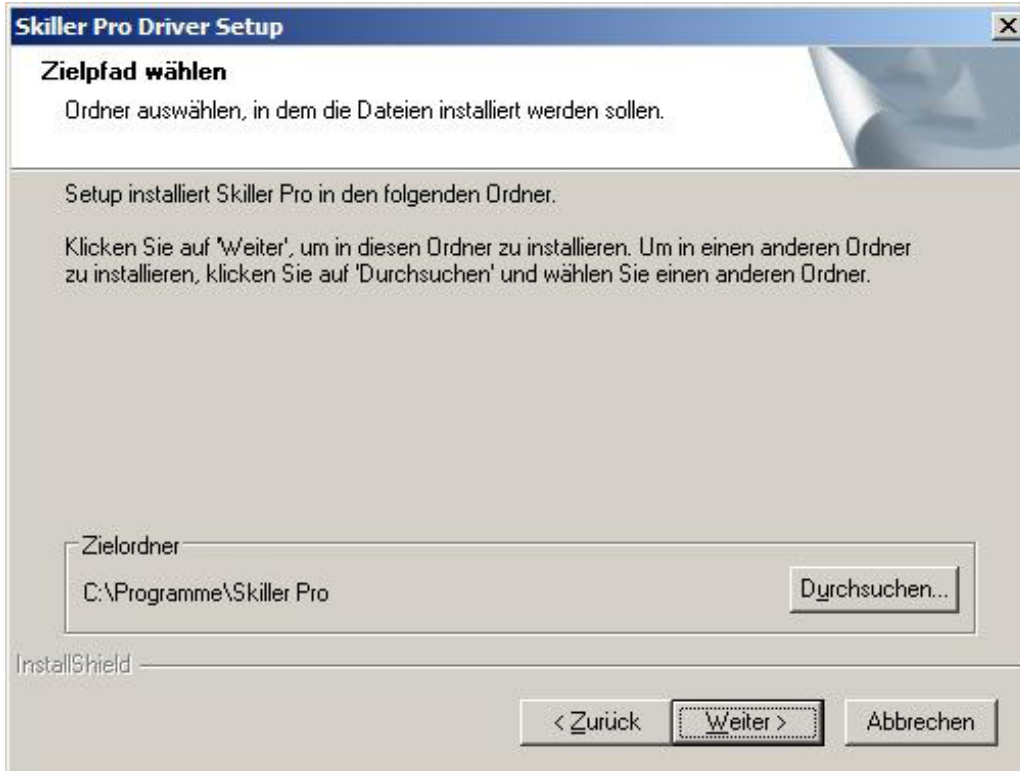 Skiller Pro Driver Setup
Zielpfad wählen
Ordner auswählen, in dem die Dateien installiert werden sollen.
Setup installiert Skiller Pro in den folgenden Ordner.
Klicken Sie auf 'Weiter', um in diesen Ordner zu installieren. Um in einen anderen Ordner
zu installieren, klicken Sie auf 'Durchsuchen' und wählen Sie einen anderen Ordner.
Zielordner
C:\Programme\Skiller Pro
Durchsuchen...
InstallShield
< Zurück
Weiter >
Abbrechen